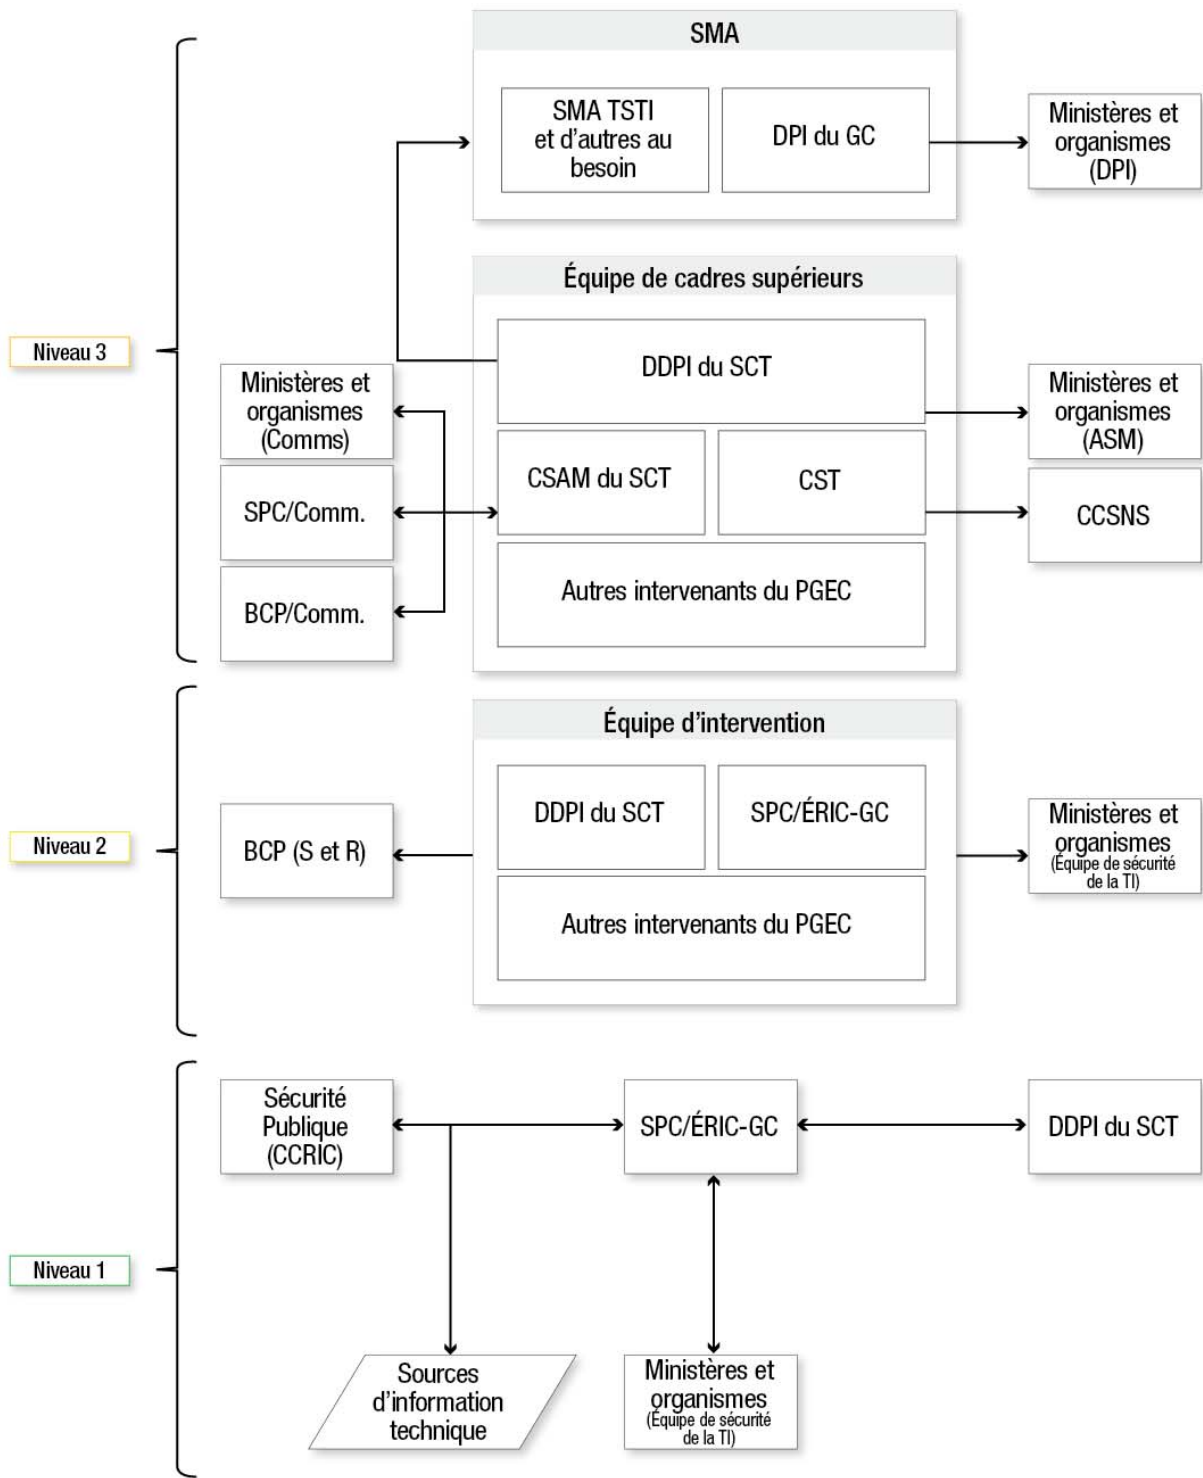 SMA
SMA TSTI
et d'autres au
besoin
DPI du GC
Ministères et
organismes
(DPI)
Équipe de cadres supérieurs
Niveau 3
DDPI du SCT
Ministères et
organismes
(Comms)
Ministères et
organismes
(ASM)
SPC/Comm.
CSAM du SCT
CST
CCSNS
BCP/Comm.
Autres intervenants du PGEC
Équipe d'intervention
Niveau 2
BCP (S et R)
DDPI du SCT
SPC/ÉRIC-GC
Ministères et
organismes
(Équipe de sécurité
de la TI)
Autres intervenants du PGEC
Sécurité
Publique
(CCRIC)
SPC/ÉRIC-GC
DDPI du SCT
Niveau 1
Sources
d'information
technique
Ministères et
organismes
(Équipe de sécurité
de la TI)